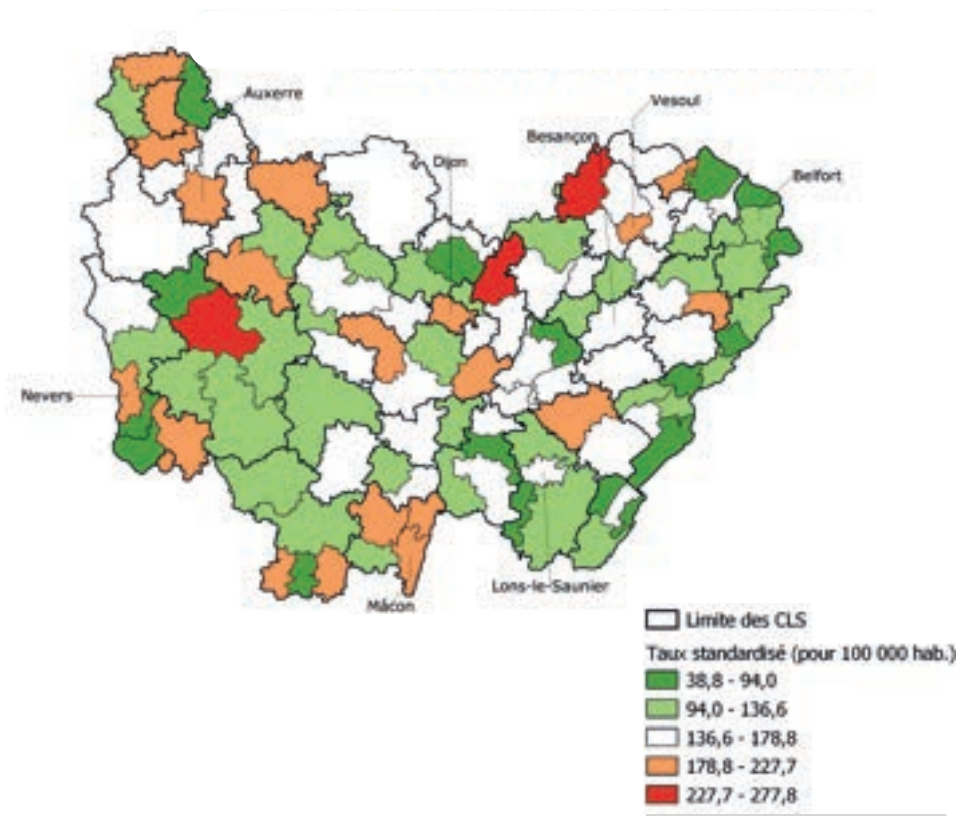 Auxerre
Vesoul
Besançon
Dijon
Belfort
Nevers
Lons-le-Saunier
Mâcon
Limite des CLS
Taux standardisé (pour 100 000 hab.)
38,8 - 94,0
94,0 - 136,6
136,6 - 178,8
178,8 - 227,7
227,7 - 277,8